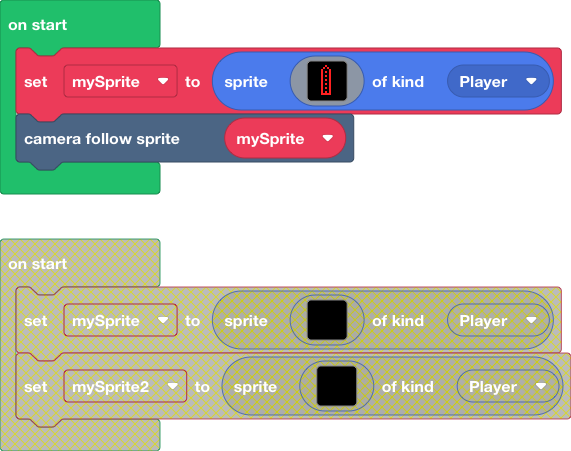 on start
set mySprite to sprite of kind Player
camera follow sprite mySprite
on start
set mySprite to sprite of kind Player
set mySprite2 to sprite of kind Player